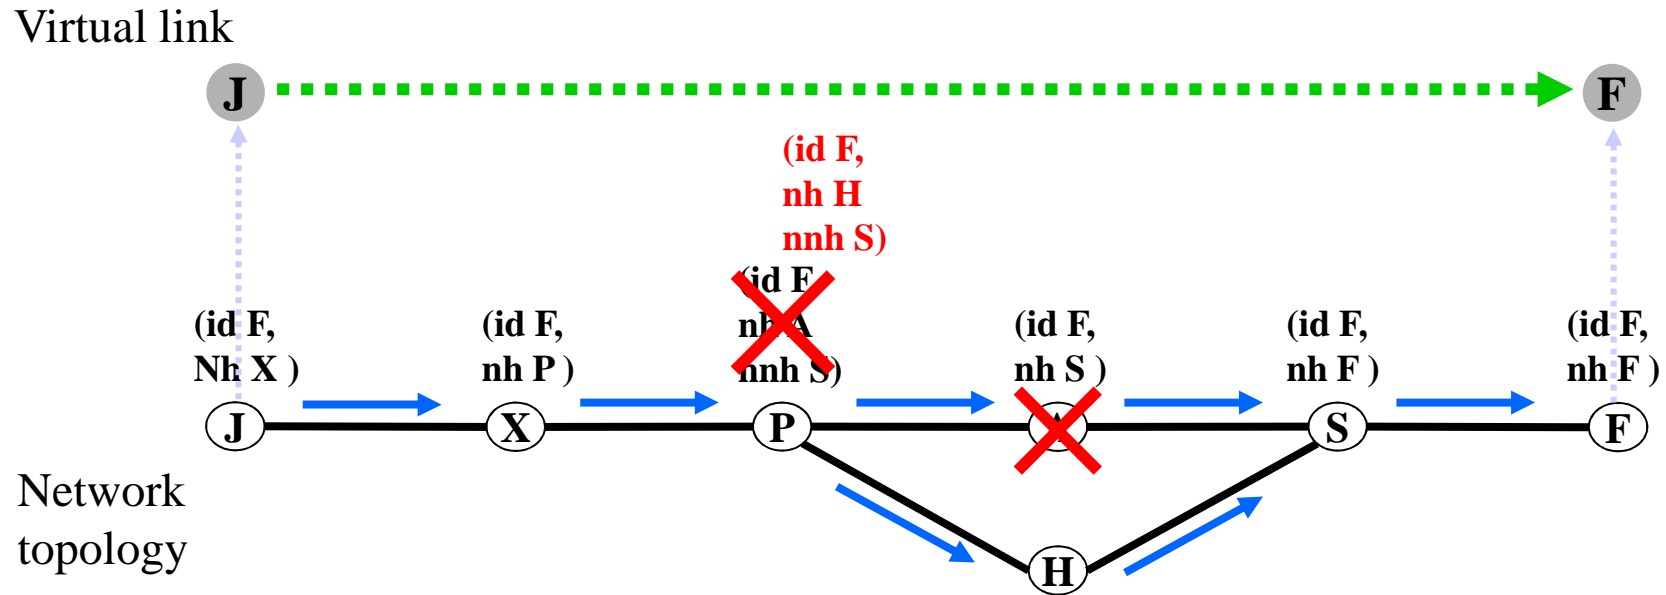 Virtual link
J
F
(id F,
nh H
nnh S)
(id F
nh A
nnh S)
(id F,
Nh X )
(id F,
nh P )
(id F,
nh S )
(id F,
nh F )
(id F,
nh F )
J
X
P
A
S
F
Network
topology
H